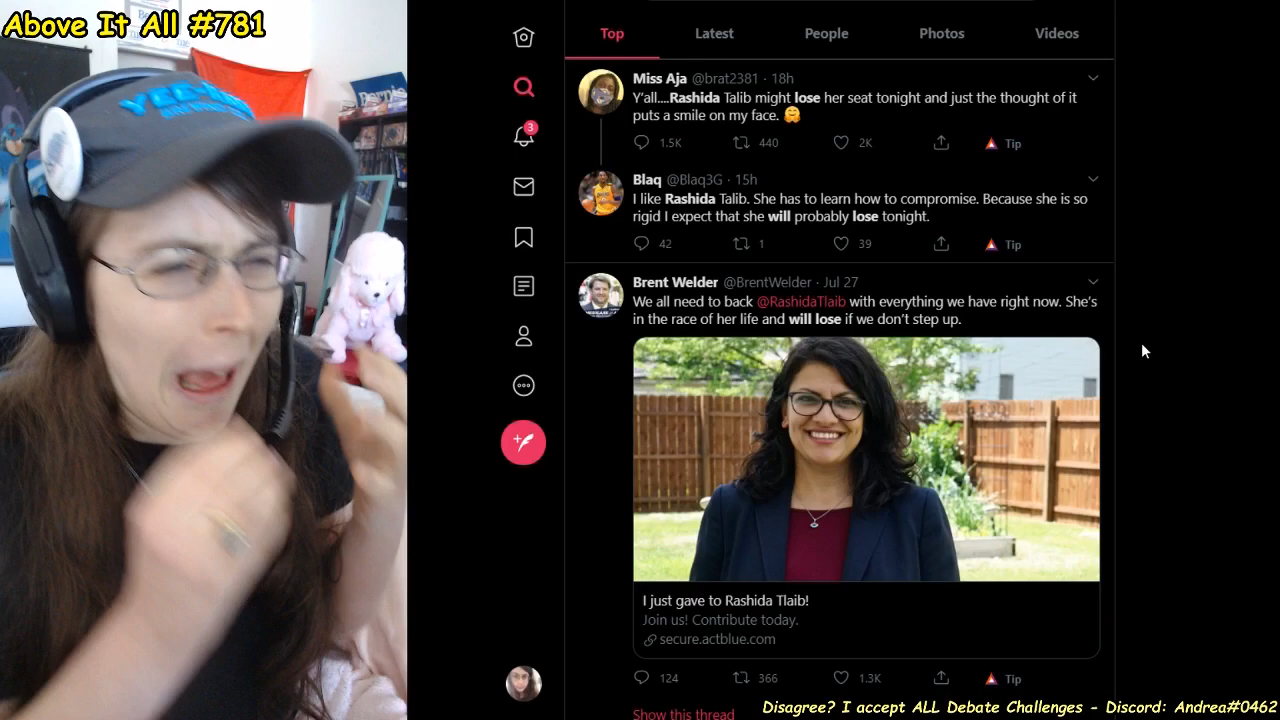 Above It All #781
Top Latest People Photos Videos
Miss Aja @brat2381 · 18h
Y'all....Rashida Talib might lose her seat tonight and just the thought of it
puts a smile on my face. 🤗
1.5K 440 2K Tip
Blaq @Blaq3G · 15h
I like Rashida Talib. She has to learn how to compromise. Because she is so
rigid I expect that she will probably lose tonight.
42 1 39 Tip
Brent Welder @BrentWelder · Jul 27
We all need to back @RashidaTlaib with everything we have right now. She's
in the race of her life and will lose if we don't step up.
I just gave to Rashida Tlaib!
Join us! Contribute today.
secure.actblue.com
124 366 1.3K Tip
Show this thread
3
Disagree? I accept ALL Debate Challenges - Discord: Andrea#0462